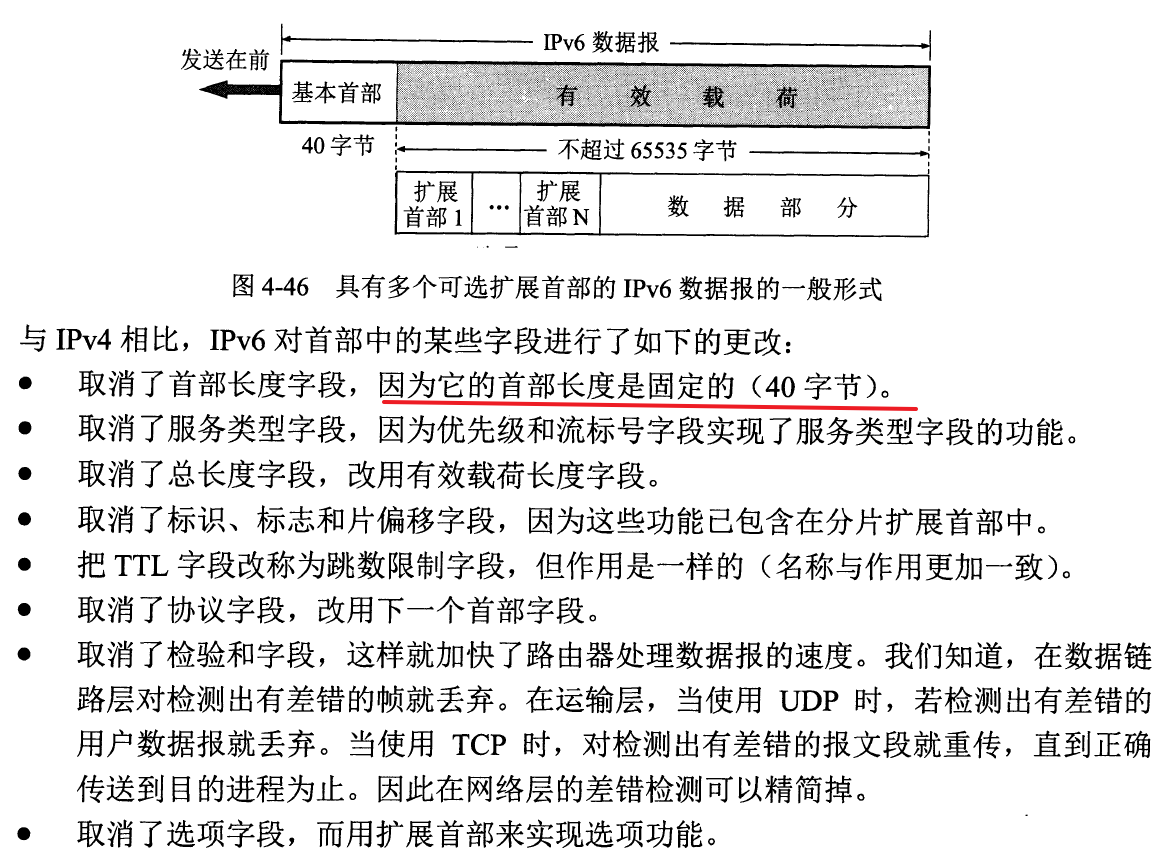 IPv6 数据报
发送在前
基本首部
有效载荷
40 字节
不超过 65535 字节
扩展首部 1
...
扩展首部 N
数据部分
图 4-46 具有多个可选扩展首部的 IPv6 数据报的一般形式
与 IPv4 相比，IPv6 对首部中的某些字段进行了如下的更改：
● 取消了首部长度字段，因为它的首部长度是固定的（40 字节）。
● 取消了服务类型字段，因为优先级和流标号字段实现了服务类型字段的功能。
● 取消了总长度字段，改用有效载荷长度字段。
● 取消了标识、标志和片偏移字段，因为这些功能已包含在分片扩展首部中。
● 把 TTL 字段改称为跳数限制字段，但作用是一样的（名称与作用更加一致）。
● 取消了协议字段，改用下一个首部字段。
● 取消了检验和字段，这样就加快了路由器处理数据报的速度。我们知道，在数据链
路层对检测出有差错的帧就丢弃。在运输层，当使用 UDP 时，若检测出有差错的
用户数据报就丢弃。当使用 TCP 时，对检测出有差错的报文段就重传，直到正确
传送到目的进程为止。因此在网络层的差错检测可以精简掉。
● 取消了选项字段，而用扩展首部来实现选项功能。